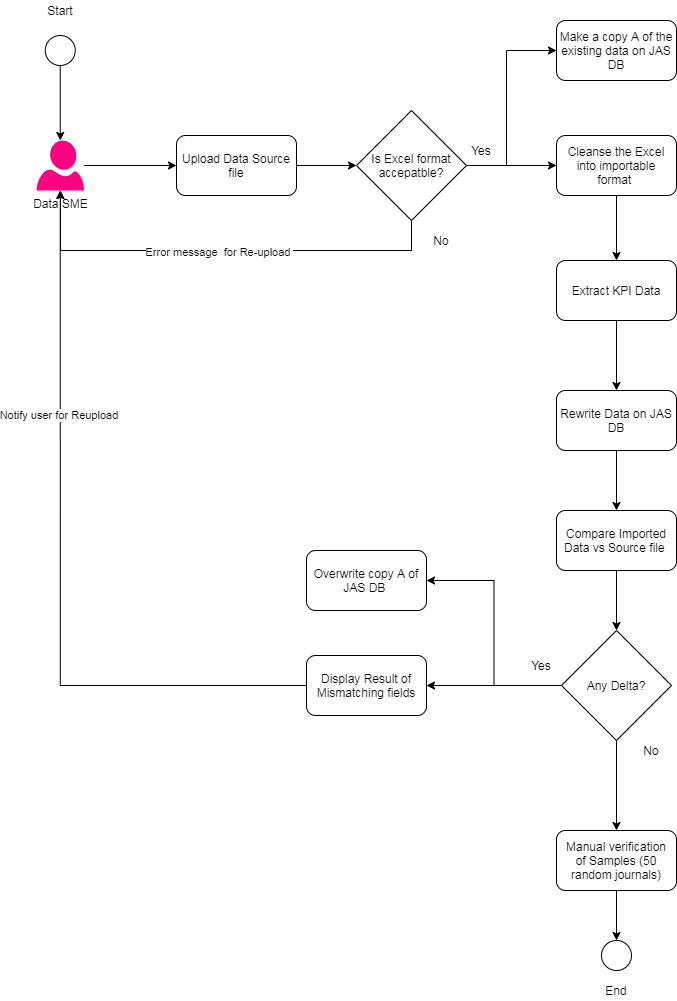 Start
Make a copy A of the
existing data on JAS
DB
Upload Data Source
file
Is Excel format
accepatble?
Yes
Cleanse the Excel
into importable
format
Data SME
No
Error message  for Re-upload
Extract KPI Data
Notify user for Reupload
Rewrite Data on JAS
DB
Compare Imported
Data vs Source file
Overwrite copy A of
JAS DB
Yes
Display Result of
Mismatching fields
Any Delta?
No
Manual verification
of Samples (50
random journals)
End